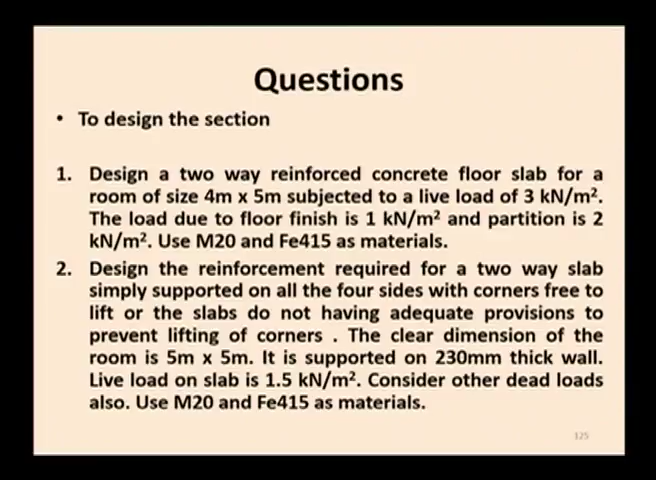 Questions
• To design the section
1. Design a two way reinforced concrete floor slab for a
room of size 4m x 5m subjected to a live load of 3 kN/m².
The load due to floor finish is 1 kN/m² and partition is 2
kN/m². Use M20 and Fe415 as materials.
2. Design the reinforcement required for a two way slab
simply supported on all the four sides with corners free to
lift or the slabs do not having adequate provisions to
prevent lifting of corners . The clear dimension of the
room is 5m x 5m. It is supported on 230mm thick wall.
Live load on slab is 1.5 kN/m². Consider other dead loads
also. Use M20 and Fe415 as materials.
125